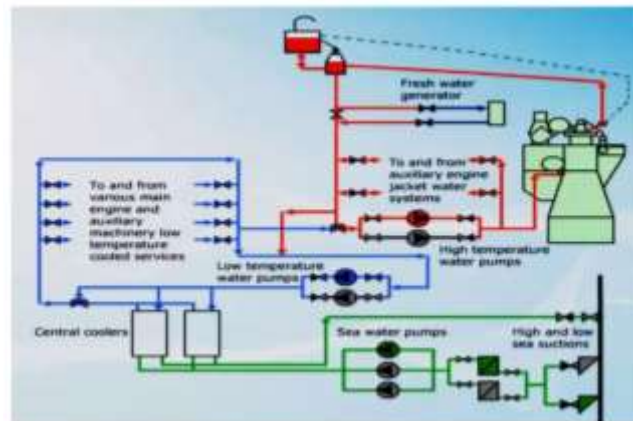 Fresh water
generator
To and from
auxiliary engine
jacket water
systems
To and from
various main
engine and
auxiliary
machinery low
temperature
cooled services
High temperature
water pumps
Low temperature
water pumps
Central coolers
Sea water pumps
High and low
sea suctions